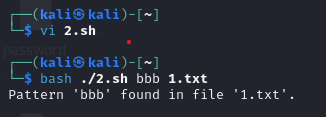 ┌──(kali㉿kali)-[~]
└─$ vi 2.sh
password
┌──(kali㉿kali)-[~]
└─$ bash ./2.sh bbb 1.txt
Pattern 'bbb' found in file '1.txt'.